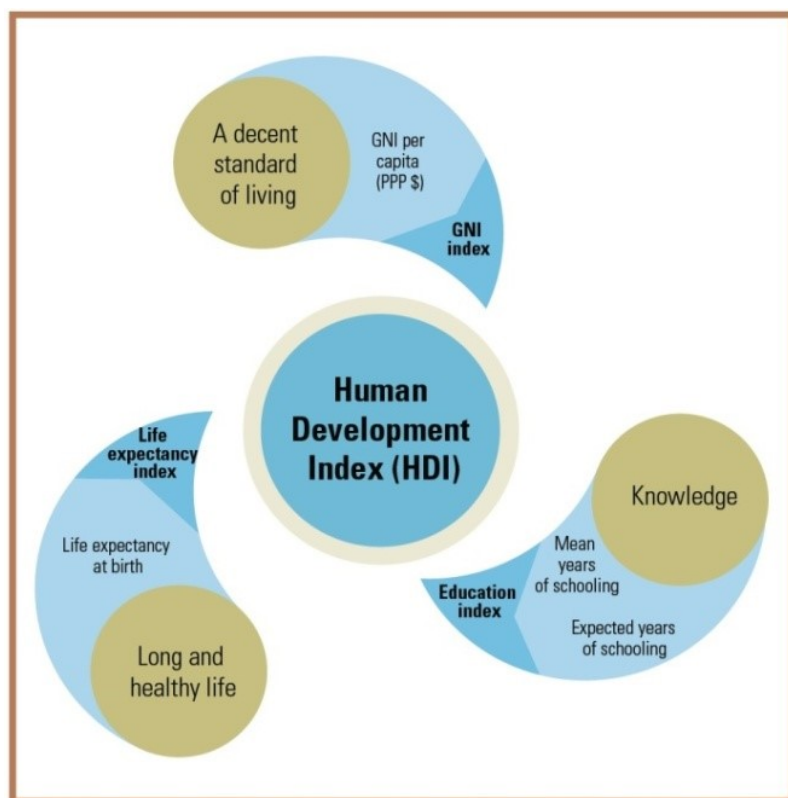 A decent
standard
of living
GNI per
capita
(PPP $)
GNI
index
Human
Development
Index (HDI)
Life
expectancy
index
Life expectancy
at birth
Long and
healthy life
Knowledge
Mean
years
of schooling
Expected years
of schooling
Education
index